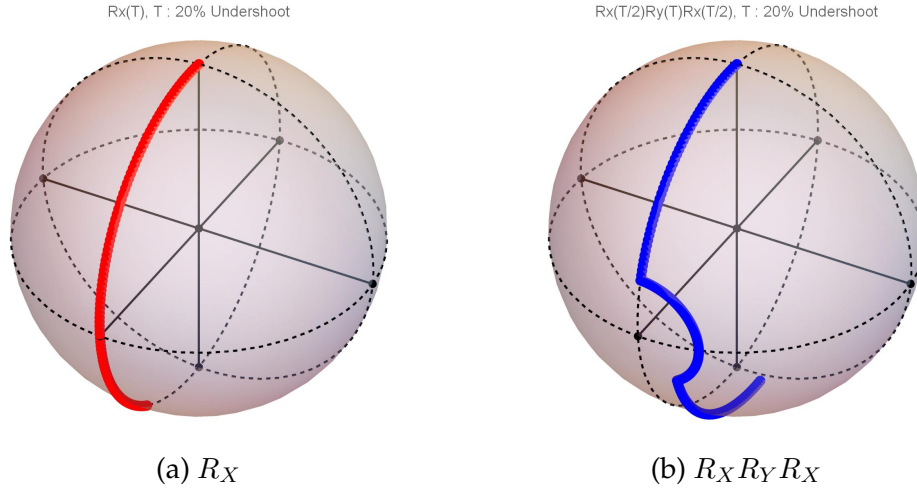 Rx(T), T : 20% Undershoot
Rx(T/2)Ry(T)Rx(T/2), T : 20% Undershoot
(a) R_X
(b) R_X R_Y R_X